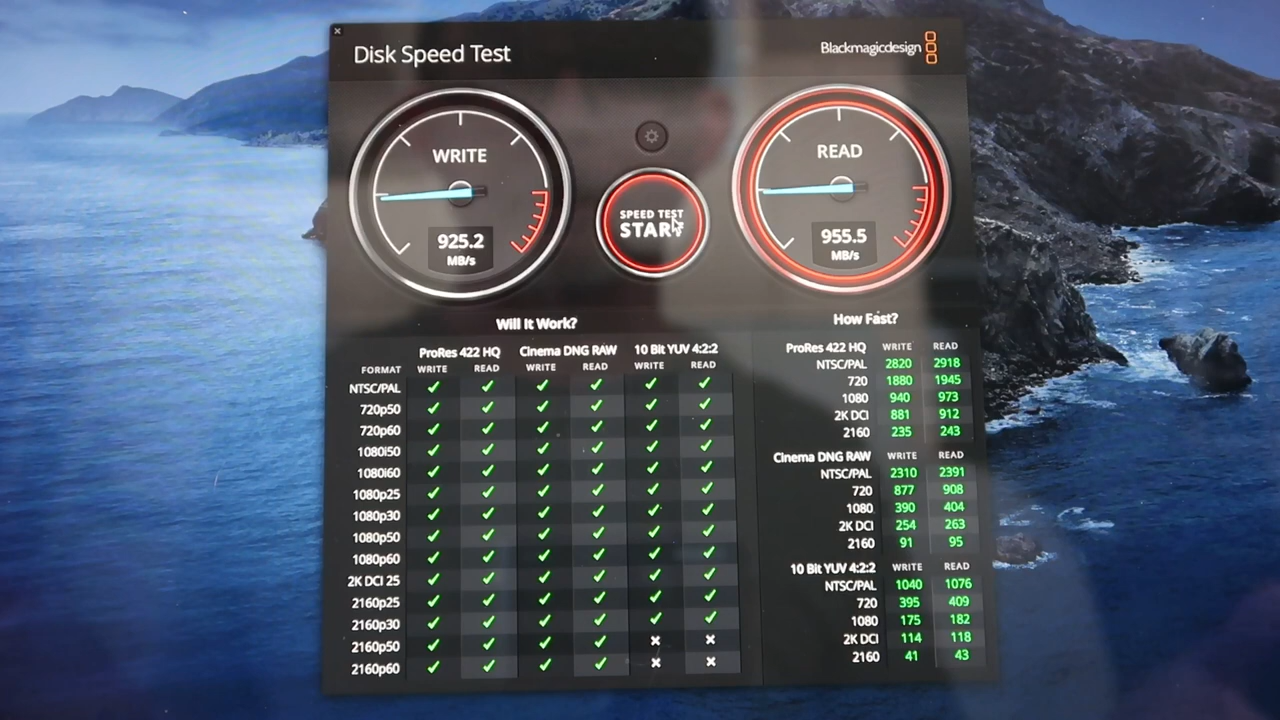 Disk Speed Test
Blackmagicdesign
WRITE
925.2
MB/s
SPEED TEST
START
READ
955.5
MB/s
Will It Work?
ProRes 422 HQ Cinema DNG RAW 10 Bit YUV 4:2:2
FORMAT WRITE READ WRITE READ WRITE READ
NTSC/PAL ✓ ✓ ✓ ✓ ✓ ✓
720p50 ✓ ✓ ✓ ✓ ✓ ✓
720p60 ✓ ✓ ✓ ✓ ✓ ✓
1080i50 ✓ ✓ ✓ ✓ ✓ ✓
1080i60 ✓ ✓ ✓ ✓ ✓ ✓
1080p25 ✓ ✓ ✓ ✓ ✓ ✓
1080p30 ✓ ✓ ✓ ✓ ✓ ✓
1080p50 ✓ ✓ ✓ ✓ ✓ ✓
1080p60 ✓ ✓ ✓ ✓ ✓ ✓
2K DCI 25 ✓ ✓ ✓ ✓ ✓ ✓
2160p25 ✓ ✓ ✓ ✓ ✓ ✓
2160p30 ✓ ✓ ✓ ✓ ✓ ✓
2160p50 ✓ ✓ ✓ ✓ × ×
2160p60 ✓ ✓ ✓ ✓ × ×
How Fast?
ProRes 422 HQ WRITE READ
NTSC/PAL 2820 2918
720 1880 1945
1080 940 973
2K DCI 881 912
2160 235 243
Cinema DNG RAW WRITE READ
NTSC/PAL 2310 2391
720 877 908
1080 390 404
2K DCI 254 263
2160 91 95
10 Bit YUV 4:2:2 WRITE READ
NTSC/PAL 1040 1076
720 395 409
1080 175 182
2K DCI 114 118
2160 41 43